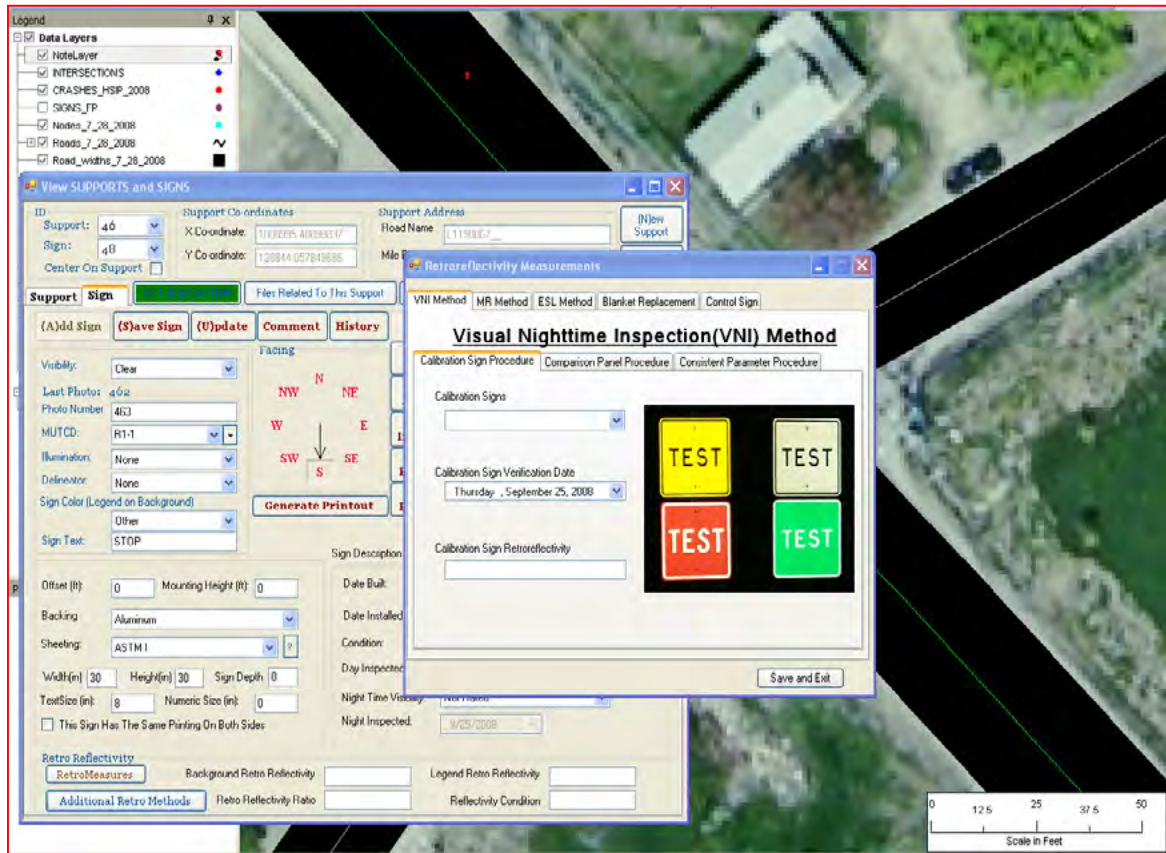 Legend
Data Layers
NoteLayer
INTERSECTIONS
CRASHES_HSIP_2008
SIGNS_FP
Nodes_7_28_2008
Roads_7_28_2008
Road_widths_7_28_2008
View SUPPORTS and SIGNS
ID
Support: 46
Sign: 48
Center On Support
Support Co-ordinates
X Co-ordinate:
Y Co-ordinate:
Support Address
Road Name
Mile
(N)ew Support
Support Sign
Files Related To This Support
(A)dd Sign (S)ave Sign (U)pdate Comment History
Visibility: Clear
Last Photo: 462
Photo Number 463
MUTCD: R1-1
Illumination: None
Delineator: None
Sign Color (Legend on Background)
Other
Sign Text: STOP
Facing
N
NW NE
W E
SW SE
S
Generate Printout
Sign Description
Offset (ft): 0 Mounting Height (ft): 0
Date Built:
Backing: Aluminum
Date Installed
Sheeting: ASTM I ?
Condition:
Width(in) 30 Height(in) 30 Sign Depth 0
Day Inspected
TextSize (in): 8 Numeric Size (in): 0
Night Time Visibility: Not Rated
This Sign Has The Same Printing On Both Sides
Night Inspected: 9/25/2008
Retro Reflectivity
RetroMeasures Background Retro Reflectivity Legend Retro Reflectivity
Additional Retro Methods Retro Reflectivity Ratio Reflectivity Condition
Retroreflectivity Measurements
VNI Method MR Method ESL Method Blanket Replacement Control Sign
Visual Nighttime Inspection(VNI) Method
Calibration Sign Procedure Comparison Panel Procedure Consistent Parameter Procedure
Calibration Signs
Calibration Sign Verification Date
Thursday , September 25, 2008
Calibration Sign Retroreflectivity
TEST TEST
TEST TEST
Save and Exit
0 12.5 25 37.5 50
Scale in Feet